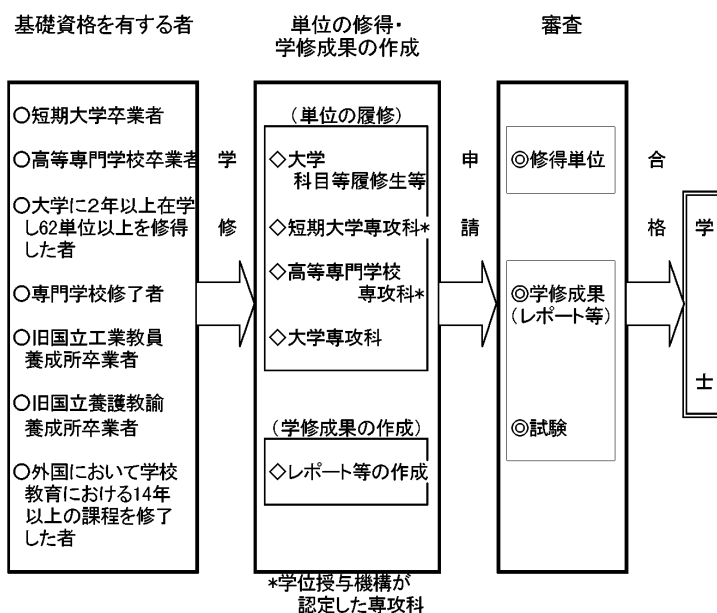 基礎資格を有する者
○短期大学卒業者
○高等専門学校卒業者
○大学に2年以上在学
し62単位以上を修得
した者
○専門学校修了者
○旧国立工業教員
養成所卒業者
○旧国立養護教諭
養成所卒業者
○外国において学校
教育における14年
以上の課程を修了
した者
学修
単位の修得・
学修成果の作成
(単位の履修)
◇大学
科目等履修生等
◇短期大学専攻科*
◇高等専門学校
専攻科*
◇大学専攻科
(学修成果の作成)
◇レポート等の作成
*学位授与機構が
認定した専攻科
申請
審査
◎修得単位
◎学修成果
(レポート等)
◎試験
合格
学士